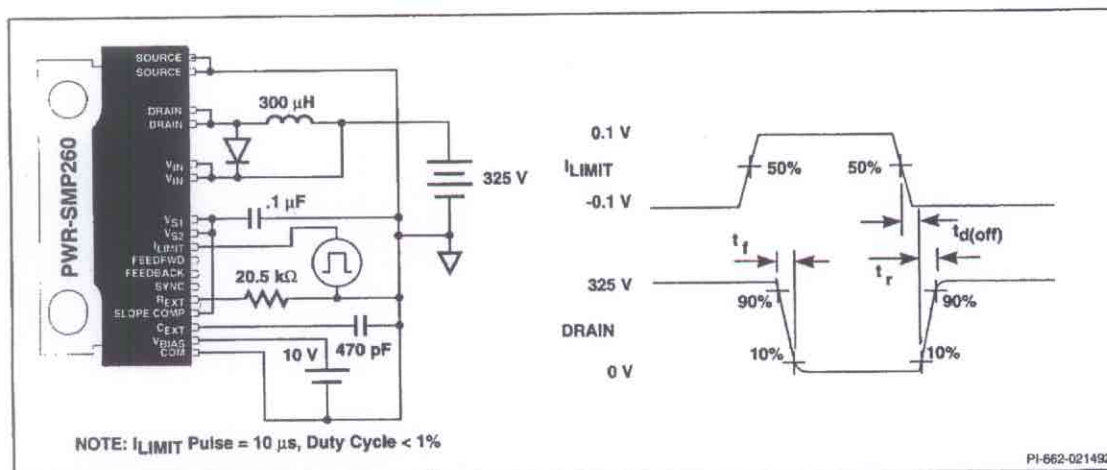 PWR-SMP260
SOURCE
SOURCE
DRAIN
DRAIN
VIN
VIN
VS1
VS2
ILIMIT
FEEDFWD
FEEDBACK
SYNC
REXT
SLOPE COMP
CEXT
VBIAS
COM
300 μH
325 V
.1 μF
20.5 kΩ
470 pF
10 V
NOTE: ILIMIT Pulse = 10 μs, Duty Cycle < 1%
0.1 V
ILIMIT
-0.1 V
50%
50%
td(off)
tf
tr
325 V
90%
90%
DRAIN
10%
10%
0 V
PI-662-021492